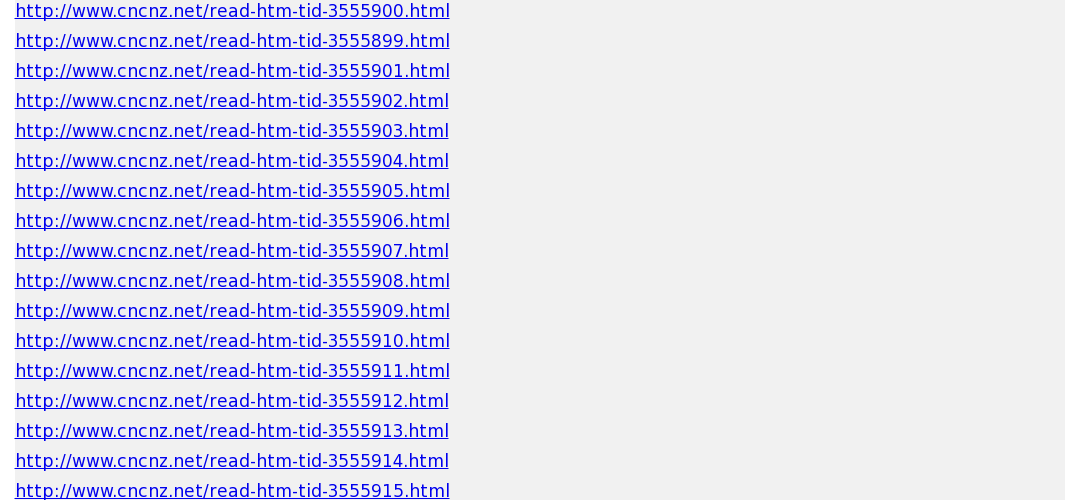 http://www.cncnz.net/read-htm-tid-3555900.html
http://www.cncnz.net/read-htm-tid-3555899.html
http://www.cncnz.net/read-htm-tid-3555901.html
http://www.cncnz.net/read-htm-tid-3555902.html
http://www.cncnz.net/read-htm-tid-3555903.html
http://www.cncnz.net/read-htm-tid-3555904.html
http://www.cncnz.net/read-htm-tid-3555905.html
http://www.cncnz.net/read-htm-tid-3555906.html
http://www.cncnz.net/read-htm-tid-3555907.html
http://www.cncnz.net/read-htm-tid-3555908.html
http://www.cncnz.net/read-htm-tid-3555909.html
http://www.cncnz.net/read-htm-tid-3555910.html
http://www.cncnz.net/read-htm-tid-3555911.html
http://www.cncnz.net/read-htm-tid-3555912.html
http://www.cncnz.net/read-htm-tid-3555913.html
http://www.cncnz.net/read-htm-tid-3555914.html
http://www.cncnz.net/read-htm-tid-3555915.html